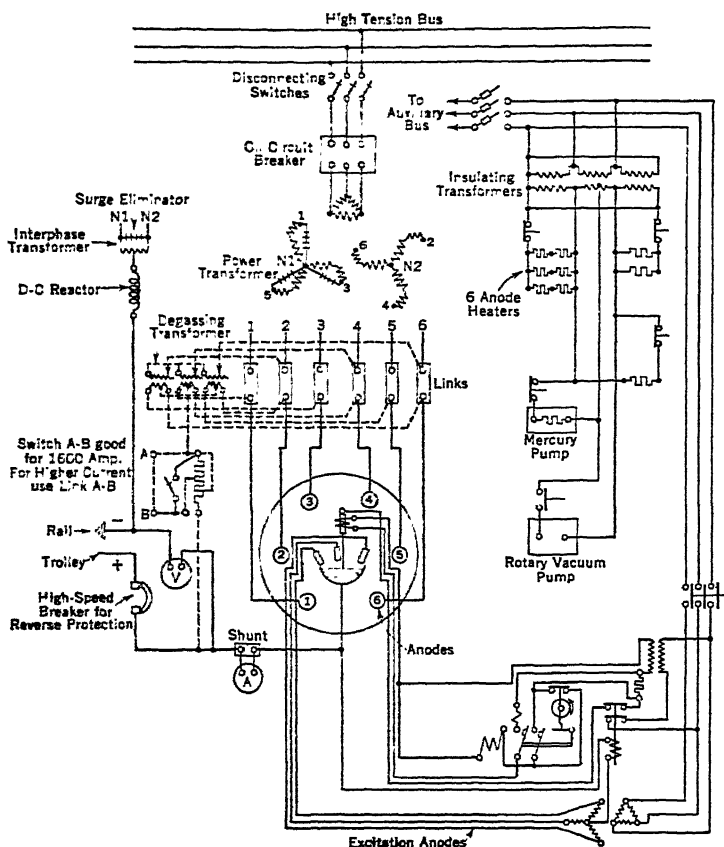 High Tension Bus
Disconnecting
Switches
To
Auxiliary
Bus
Circuit
Breaker
Insulating
Transformers
Surge Eliminator
N1 N2
Interphase
Transformer
1
6
2
Power
Transformer
N1
N2
5
3
4
D-C Reactor
6 Anode
Heaters
Degassing
Transformer
1 2 3 4 5 6
Links
Switch A-B good
for 1600 Amp.
For Higher Current
use Link A-B
A
B
Mercury
Pump
3 4
Rail
−
2
5
V
Trolley
+
Rotary Vacuum
Pump
High-Speed
Breaker for
Reverse Protection
1
6
Anodes
Shunt
A
Excitation Anodes